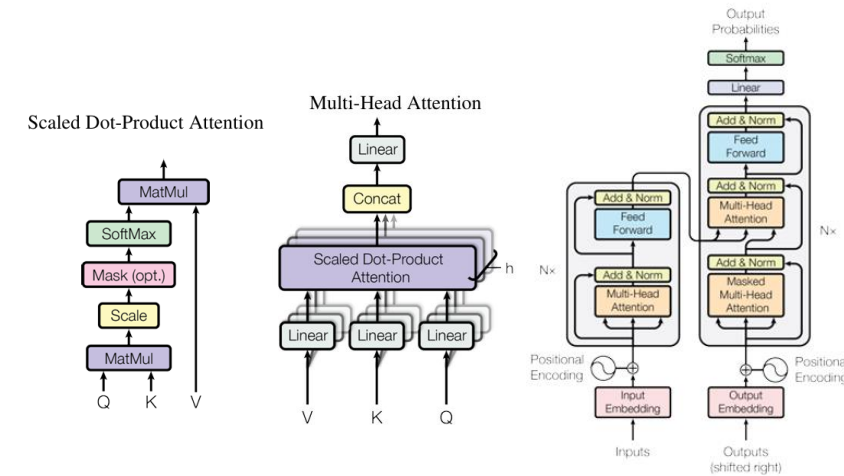 Scaled Dot-Product Attention
MatMul
SoftMax
Mask (opt.)
Scale
MatMul
Q K V
Multi-Head Attention
Linear
Concat
Scaled Dot-Product
Attention
h
Linear Linear Linear
V K Q
Output
Probabilities
Softmax
Linear
Add & Norm
Feed
Forward
Add & Norm
Multi-Head
Attention
Nx
Add & Norm
Masked
Multi-Head
Attention
Add & Norm
Feed
Forward
Nx
Add & Norm
Multi-Head
Attention
Positional
Encoding
Positional
Encoding
Input
Embedding
Output
Embedding
Inputs
Outputs
(shifted right)